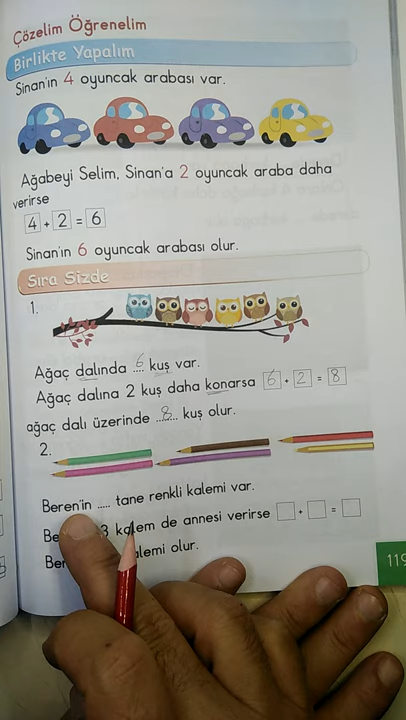 Çözelim Öğrenelim
Birlikte Yapalım
Sinan'ın 4 oyuncak arabası var.
Ağabeyi Selim, Sinan'a 2 oyuncak araba daha
verirse
4 + 2 = 6
Sinan'ın 6 oyuncak arabası olur.
Sıra Sizde
1.
Ağaç dalında 6 kuş var.
Ağaç dalına 2 kuş daha konarsa 6 + 2 = 8
ağaç dalı üzerinde 8 kuş olur.
2.
Beren'in ..... tane renkli kalemi var.
3 kalem de annesi verirse + =
olur.
119